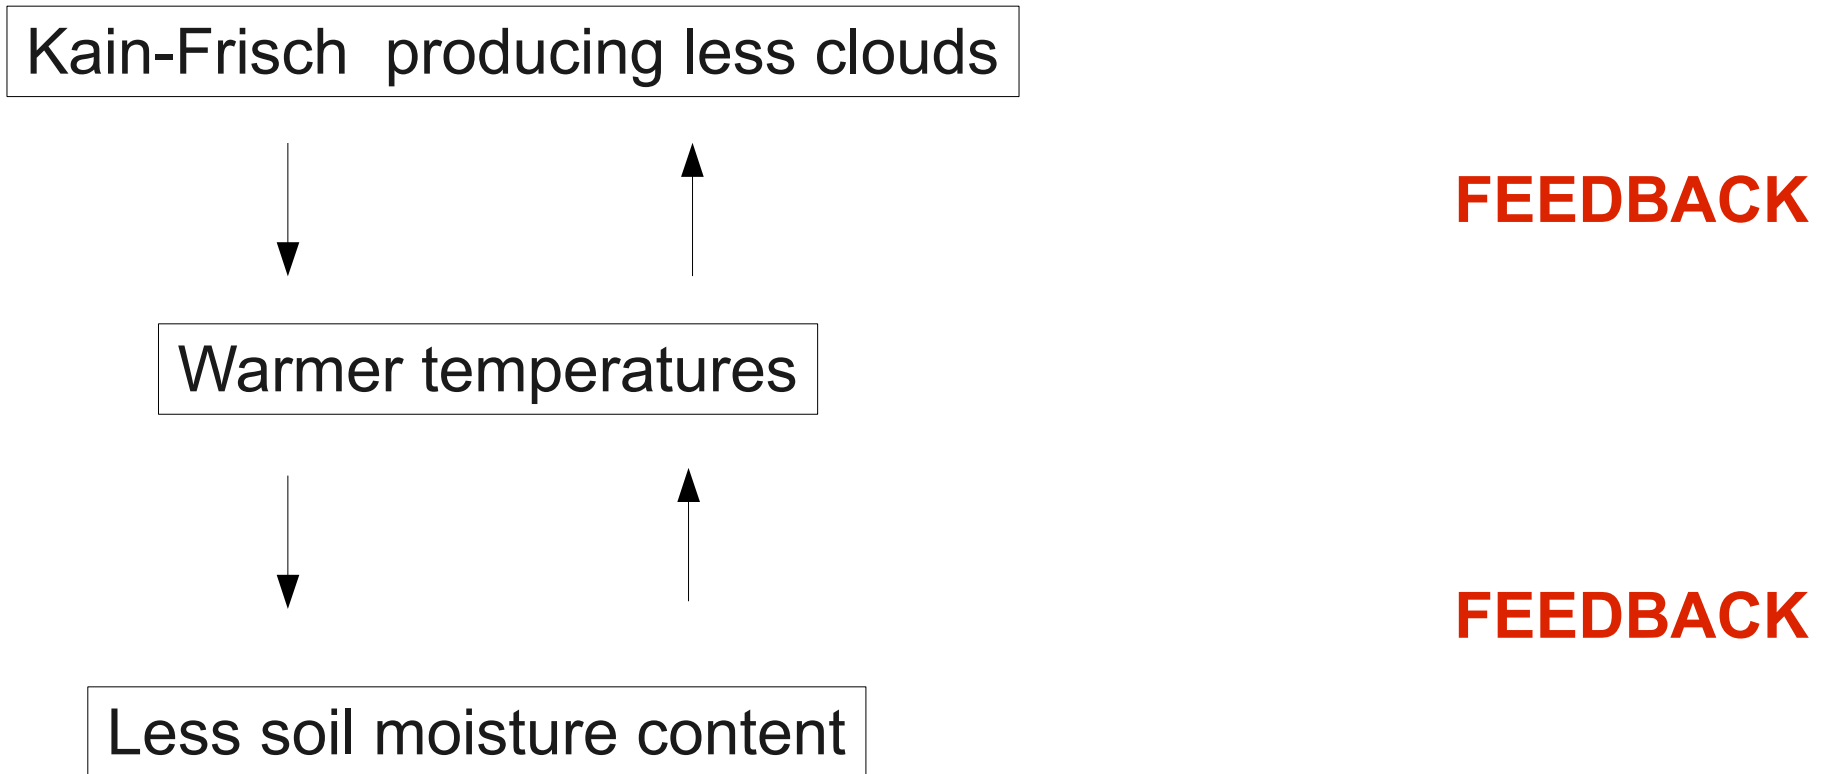 Kain-Frisch producing less clouds
FEEDBACK
Warmer temperatures
FEEDBACK
Less soil moisture content